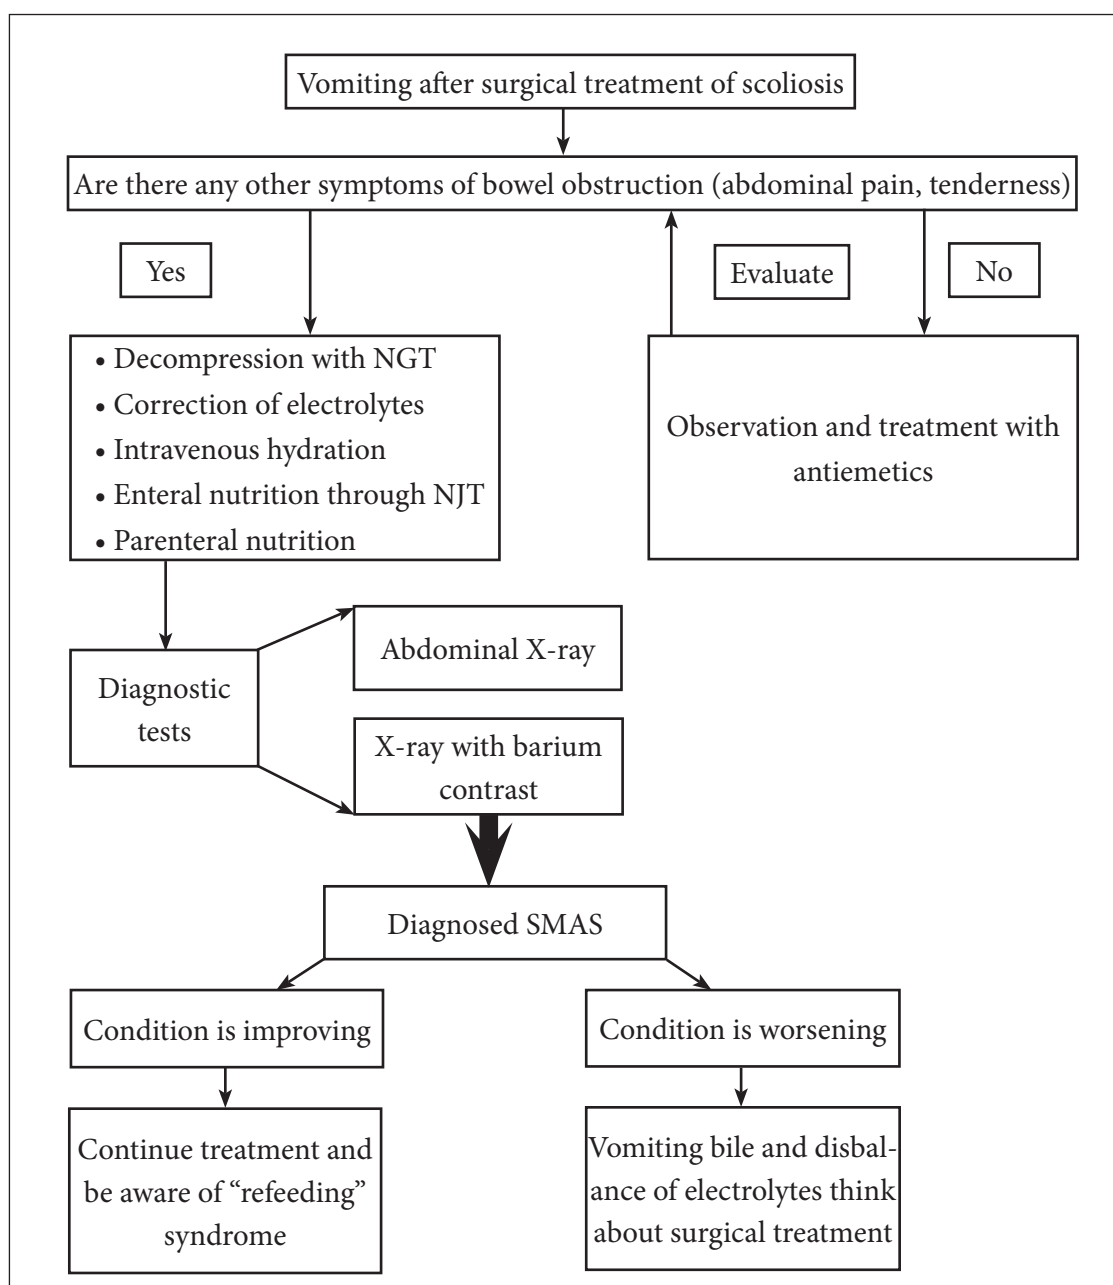 Vomiting after surgical treatment of scoliosis
Are there any other symptoms of bowel obstruction (abdominal pain, tenderness)
Yes
Evaluate
No
• Decompression with NGT
• Correction of electrolytes
• Intravenous hydration
• Enteral nutrition through NJT
• Parenteral nutrition
Observation and treatment with
antiemetics
Diagnostic
tests
Abdominal X-ray
X-ray with barium
contrast
Diagnosed SMAS
Condition is improving
Condition is worsening
Continue treatment and
be aware of “refeeding”
syndrome
Vomiting bile and disbal-
ance of electrolytes think
about surgical treatment